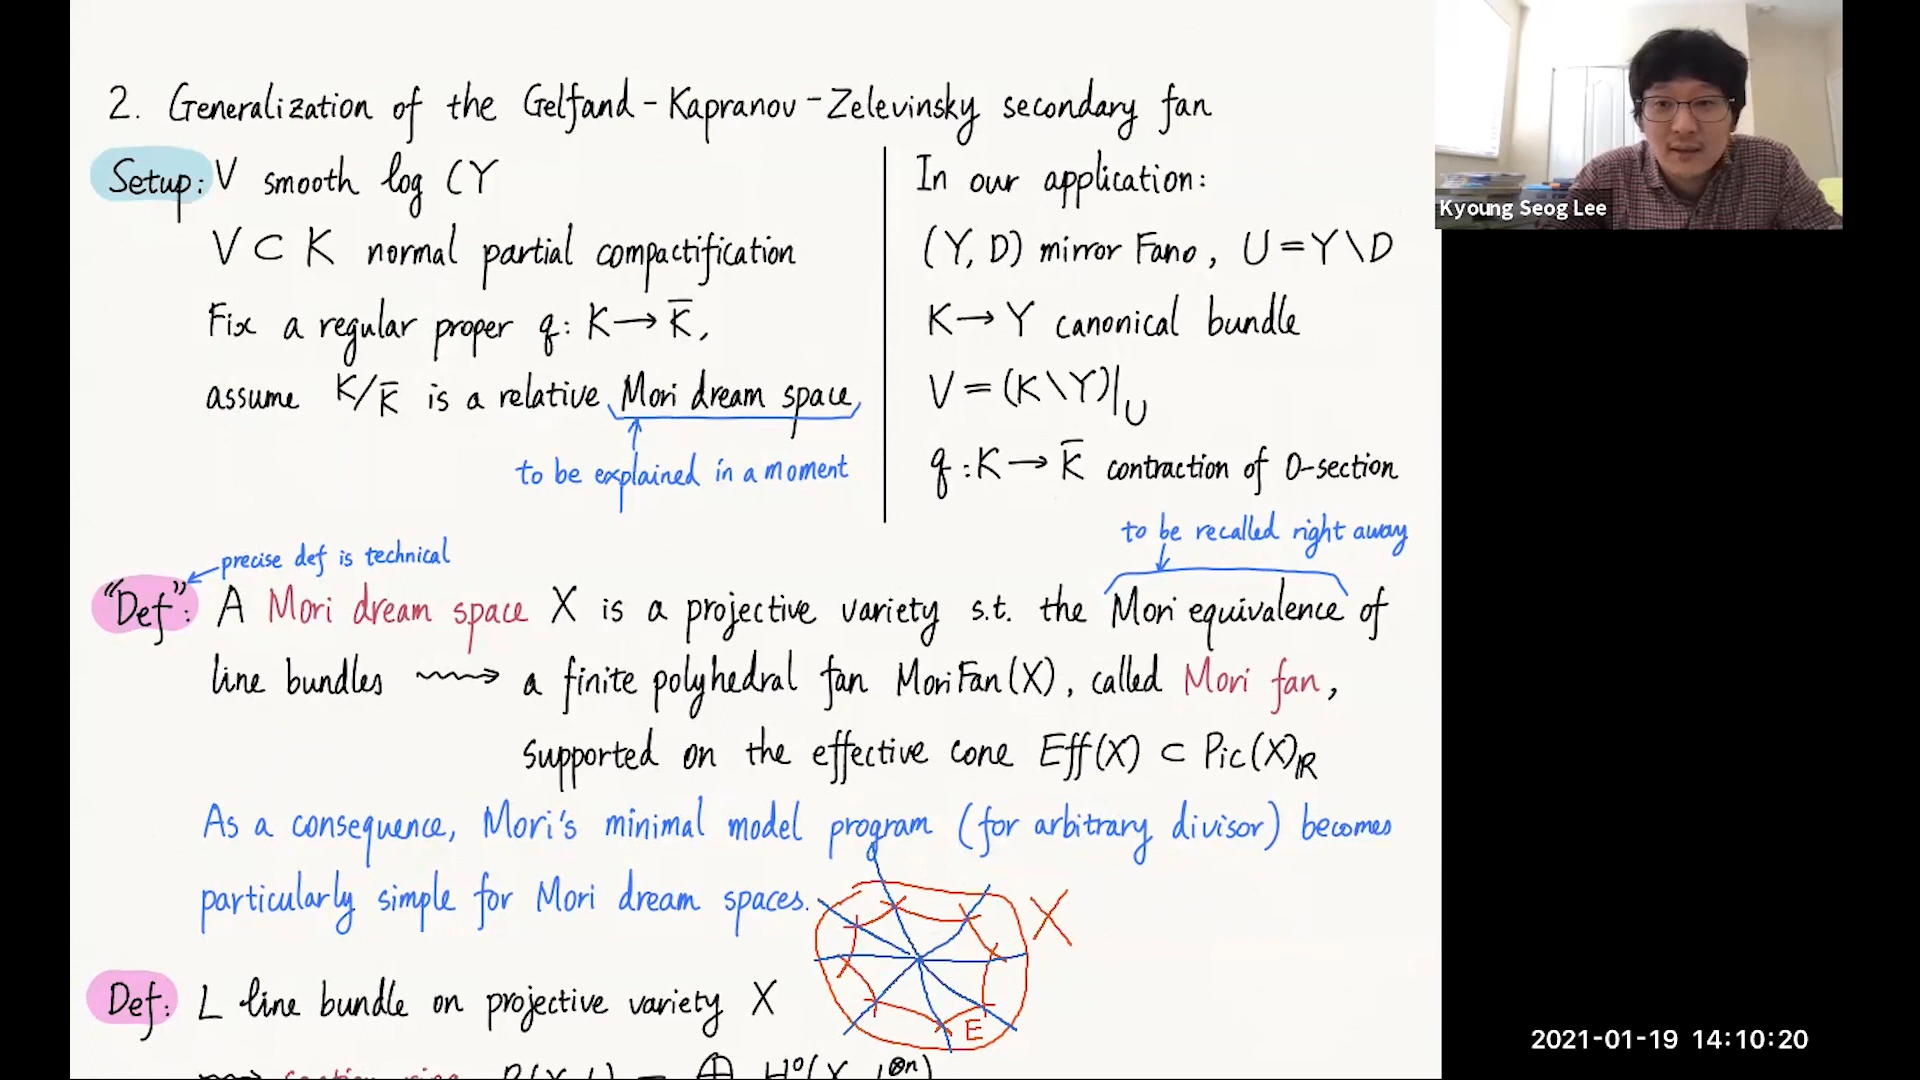 2. Generalization of the Gelfand-Kapranov-Zelevinsky secondary fan
Setup: V smooth log CY
V ⊂ K normal partial compactification
Fix a regular proper q: K → K̅,
assume K/K̅ is a relative Mori dream space
to be explained in a moment
In our application:
(Y, D) mirror Fano, U = Y \ D
K → Y canonical bundle
V = (K \ Y)|_U
q: K → K̅ contraction of 0-section
to be recalled right away
precise def is technical
"Def": A Mori dream space X is a projective variety s.t. the Mori equivalence of
line bundles ⟿ a finite polyhedral fan MoriFan(X), called Mori fan,
supported on the effective cone Eff(X) ⊂ Pic(X)_ℝ
As a consequence, Mori's minimal model program (for arbitrary divisor) becomes
particularly simple for Mori dream spaces.
X
E
Def: L line bundle on projective variety X
Kyoung Seog Lee
2021-01-19 14:10:20